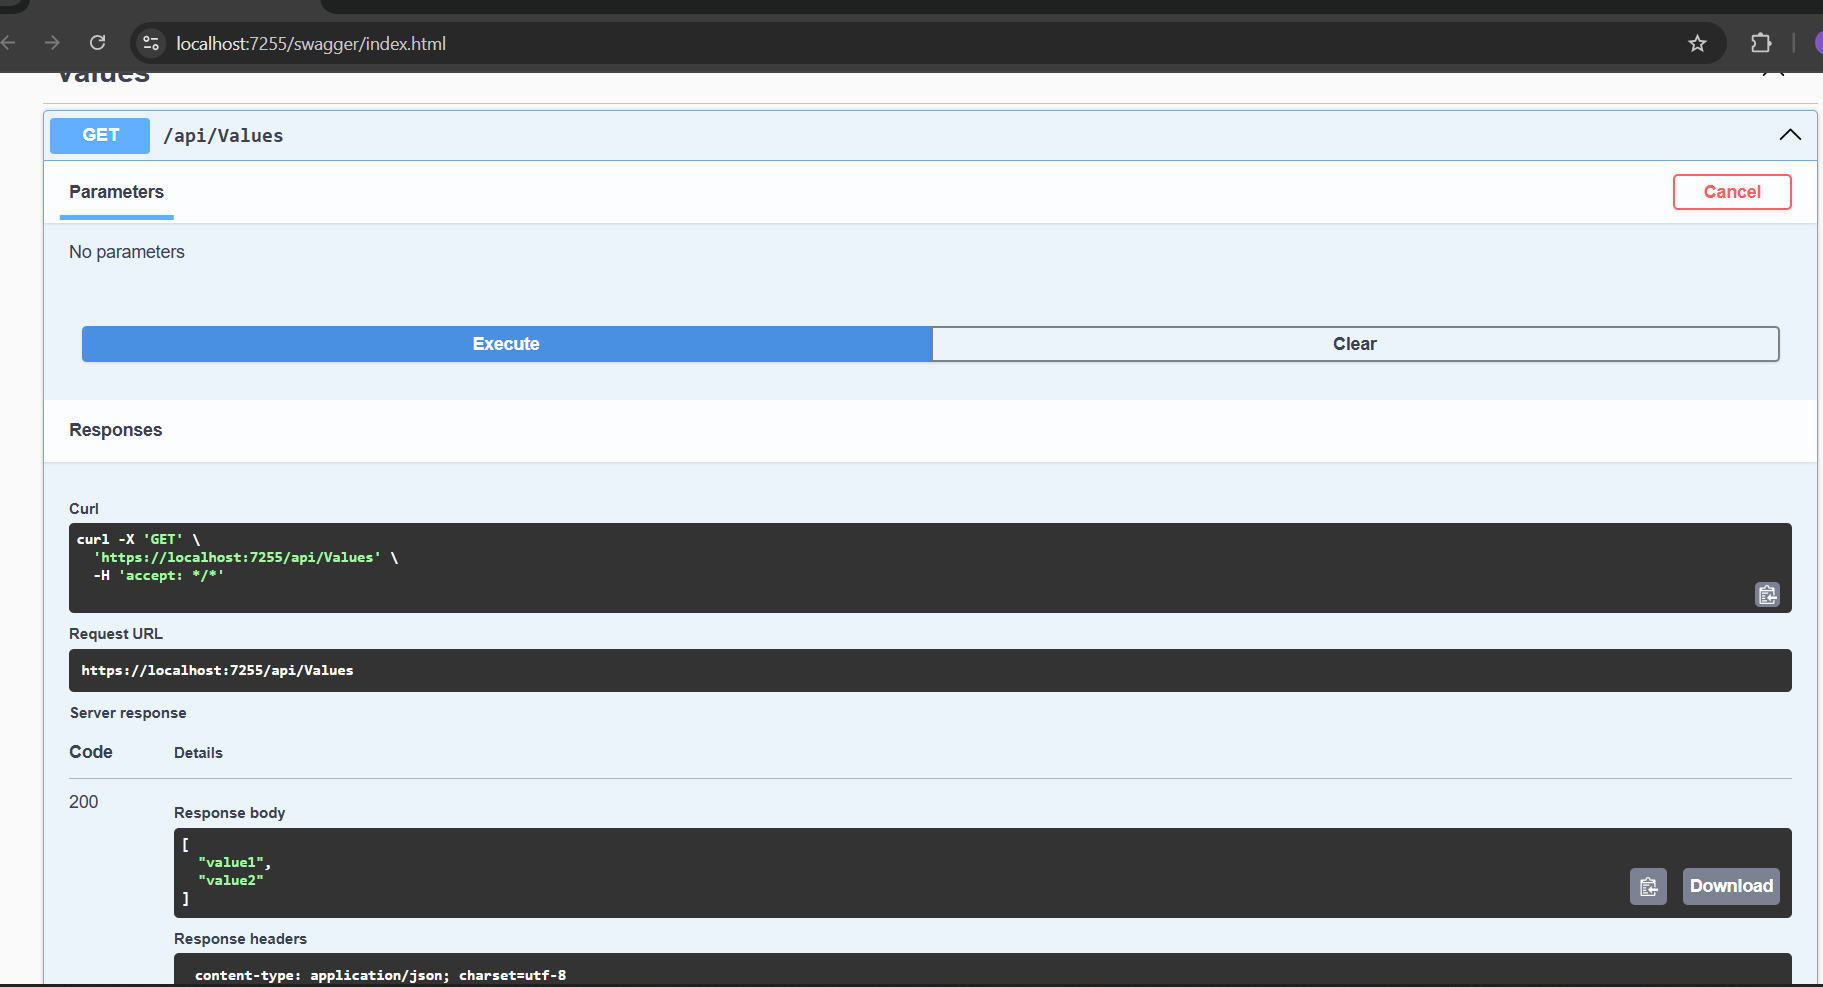 localhost:7255/swagger/index.html
Values
GET /api/Values
Parameters
Cancel
No parameters
Execute
Clear
Responses
Curl
curl -X 'GET' \
  'https://localhost:7255/api/Values' \
  -H 'accept: */*'
Request URL
https://localhost:7255/api/Values
Server response
Code Details
200
Response body
[
  "value1",
  "value2"
]
Download
Response headers
content-type: application/json; charset=utf-8